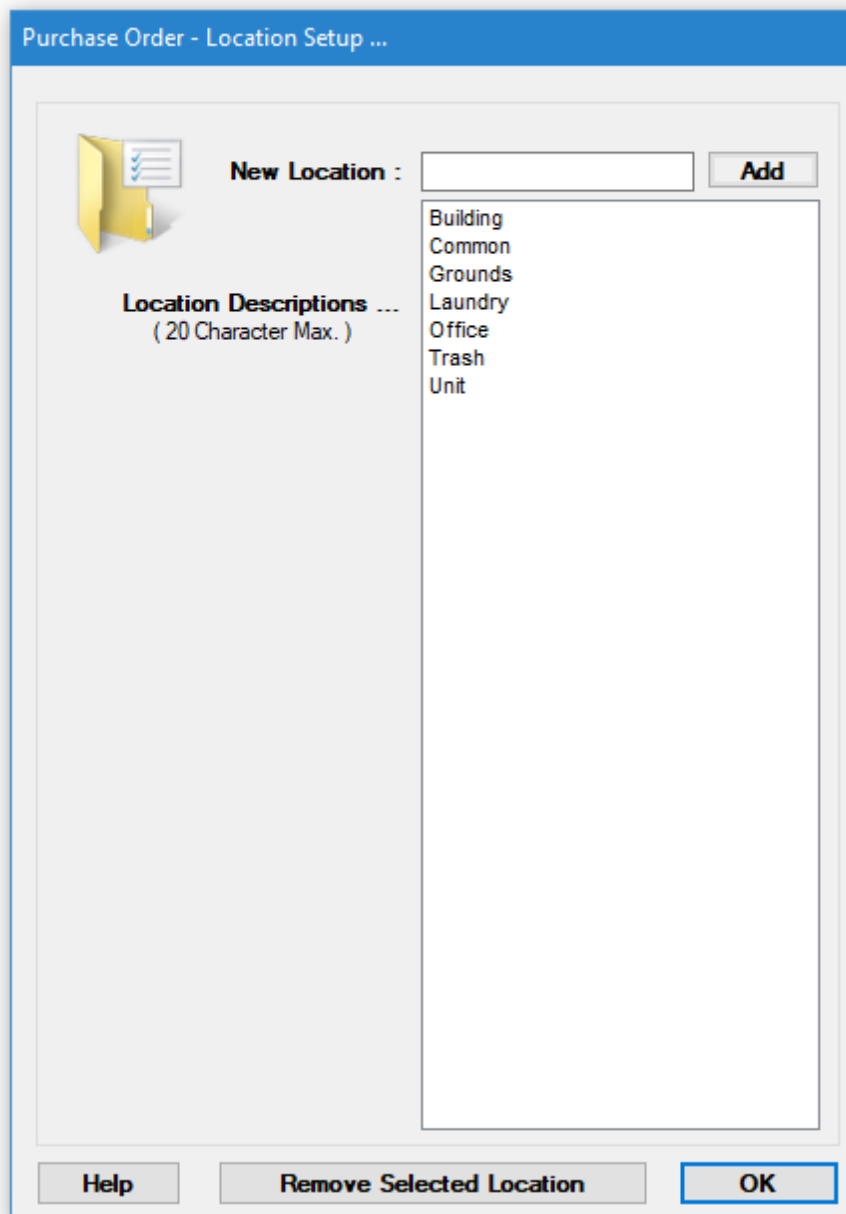 Purchase Order - Location Setup ...
New Location :
Add
Building
Common
Grounds
Laundry
Office
Trash
Unit
Location Descriptions ...
( 20 Character Max. )
Help
Remove Selected Location
OK